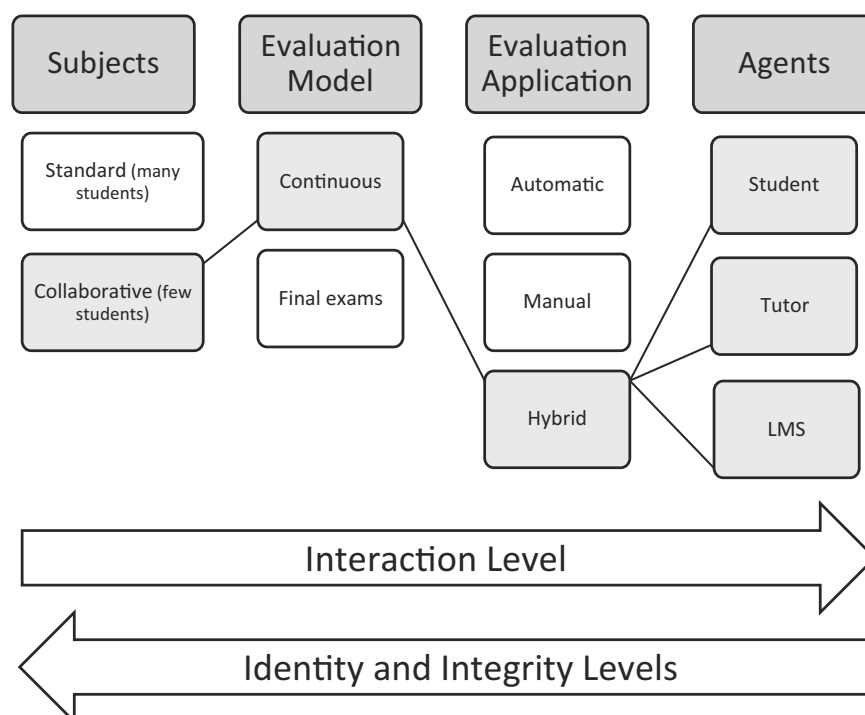 Subjects
Evaluation
Model
Evaluation
Application
Agents
Standard (many
students)
Continuous
Automatic
Student
Collaborative (few
students)
Final exams
Manual
Tutor
Hybrid
LMS
Interaction Level
Identity and Integrity Levels